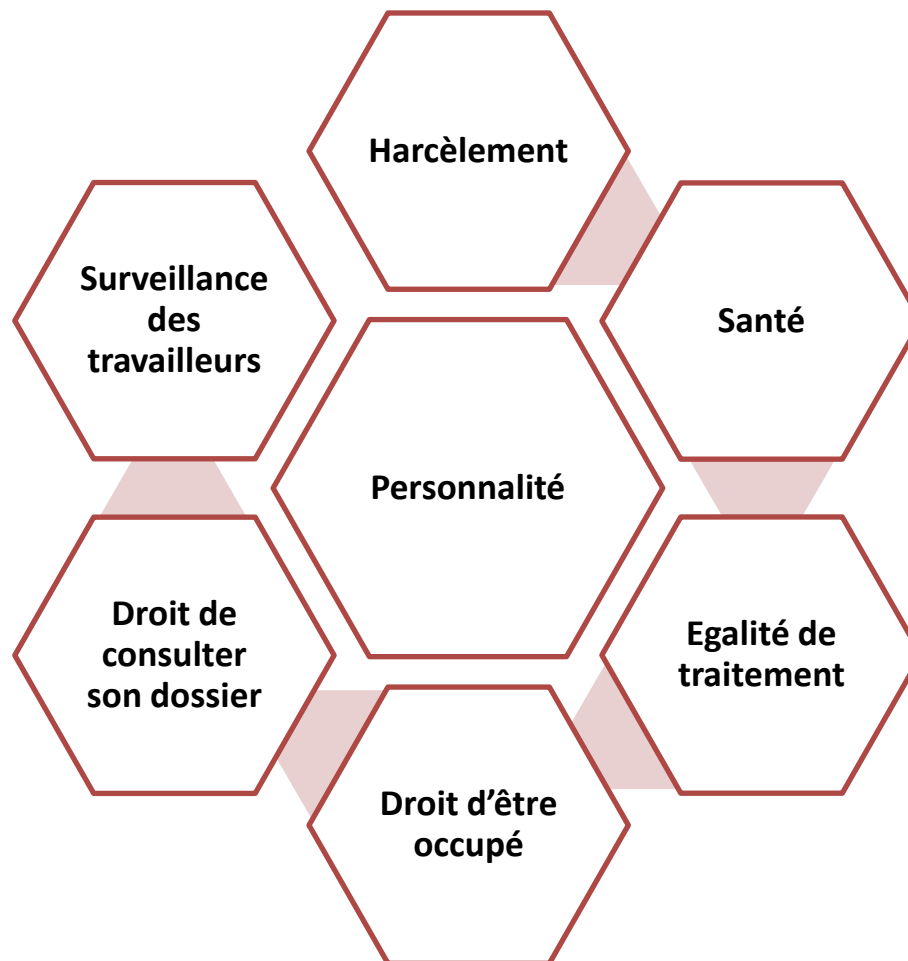 Harcèlement
Surveillance
des
travailleurs
Santé
Personnalité
Droit de
consulter
son dossier
Egalité de
traitement
Droit d’être
occupé